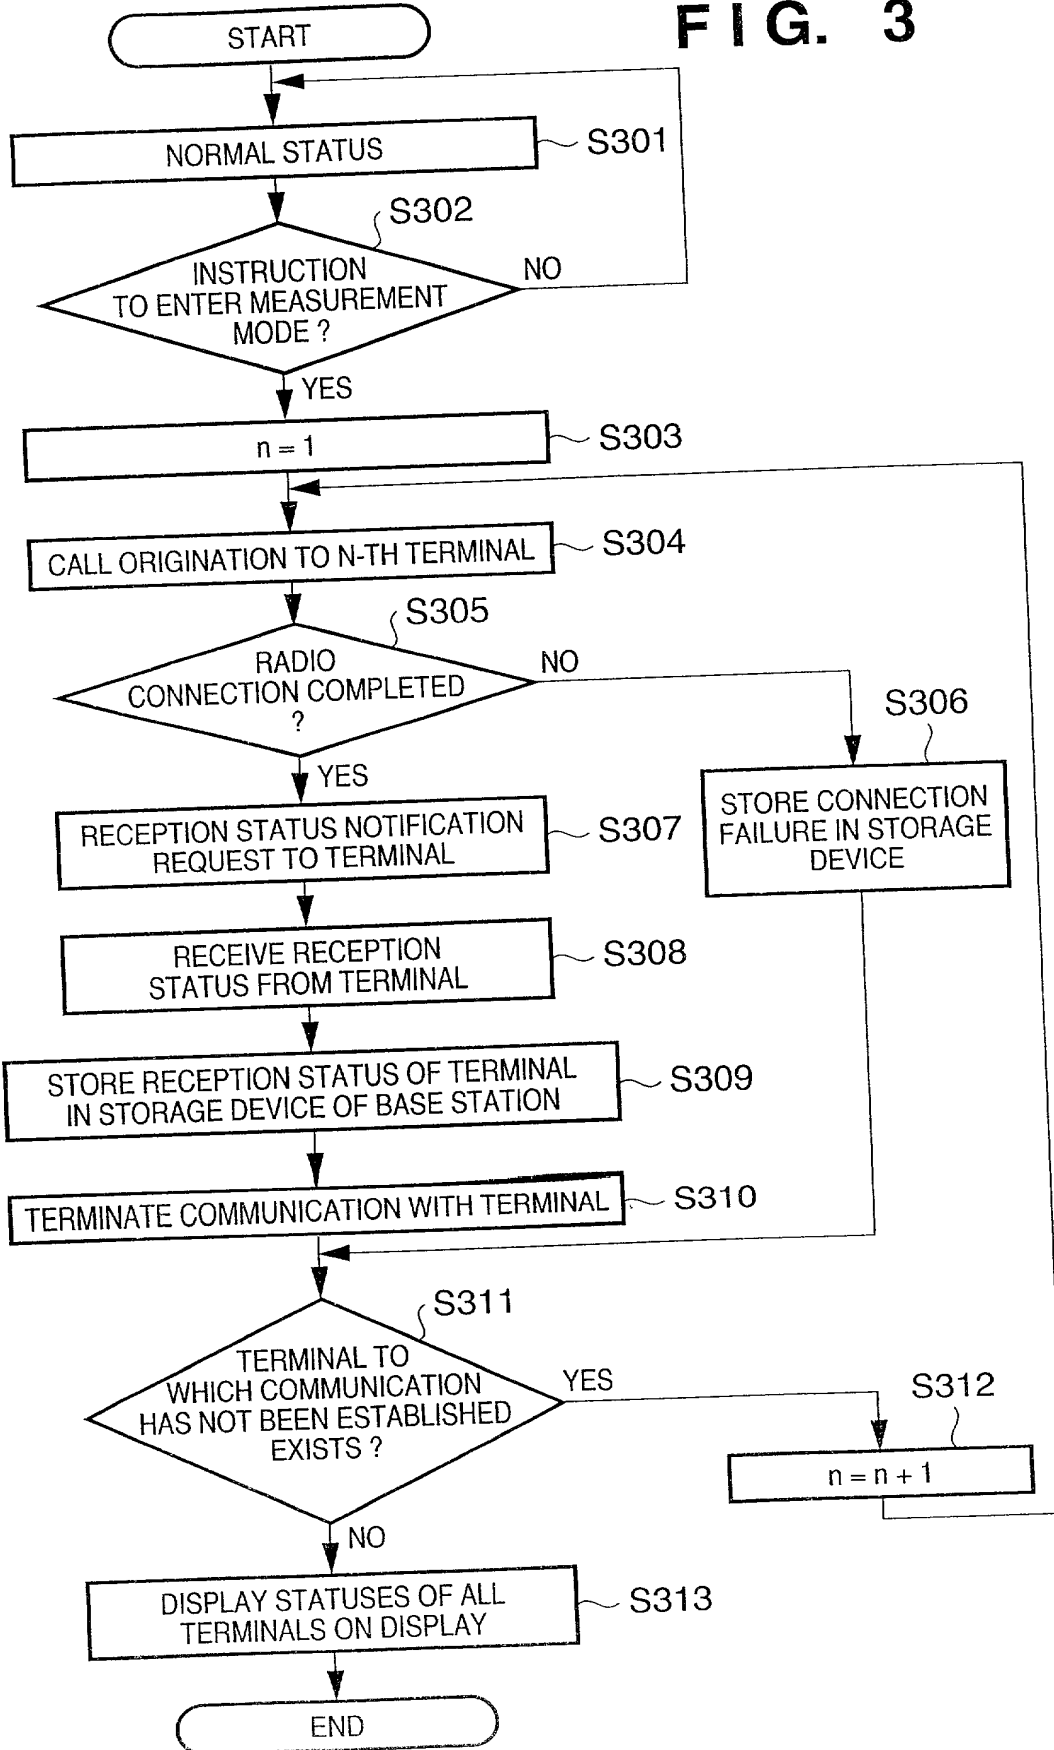 FIG. 3
START
NORMAL STATUS
S301
S302
INSTRUCTION
TO ENTER MEASUREMENT
MODE ?
NO
YES
n = 1
S303
CALL ORIGINATION TO N-TH TERMINAL
S304
S305
RADIO
CONNECTION COMPLETED
?
NO
YES
S306
STORE CONNECTION
FAILURE IN STORAGE
DEVICE
RECEPTION STATUS NOTIFICATION
REQUEST TO TERMINAL
S307
RECEIVE RECEPTION
STATUS FROM TERMINAL
S308
STORE RECEPTION STATUS OF TERMINAL
IN STORAGE DEVICE OF BASE STATION
S309
TERMINATE COMMUNICATION WITH TERMINAL
S310
S311
TERMINAL TO
WHICH COMMUNICATION
HAS NOT BEEN ESTABLISHED
EXISTS ?
YES
S312
n = n + 1
NO
DISPLAY STATUSES OF ALL
TERMINALS ON DISPLAY
S313
END